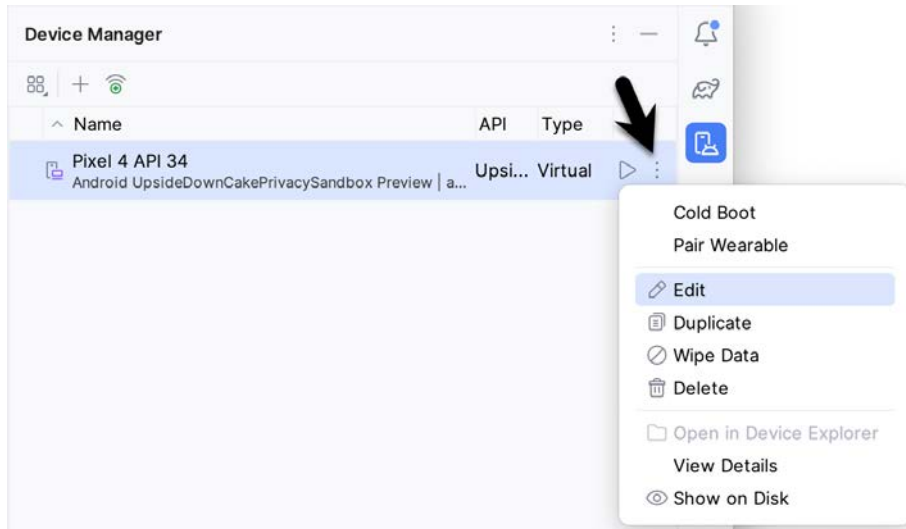 Device Manager
Name API Type
Pixel 4 API 34
Android UpsideDownCakePrivacySandbox Preview | a... Upsi... Virtual
Cold Boot
Pair Wearable
Edit
Duplicate
Wipe Data
Delete
Open in Device Explorer
View Details
Show on Disk